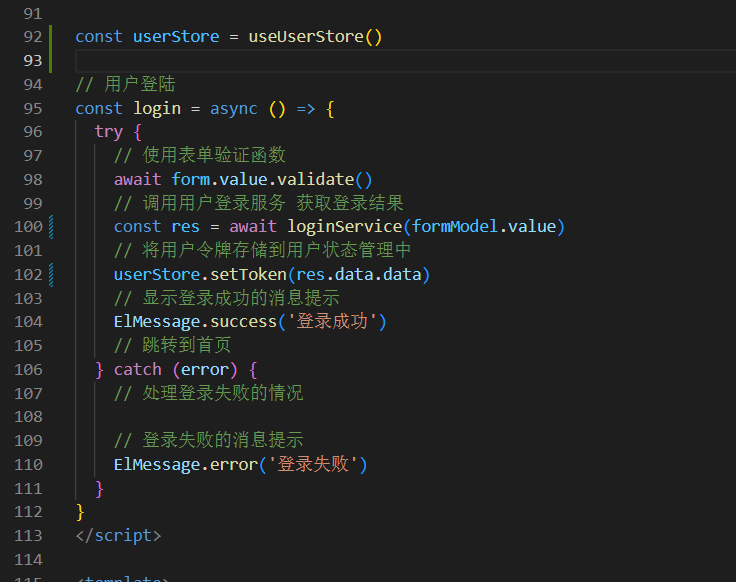 91
92 const userStore = useUserStore()
93
94 // 用户登陆
95 const login = async () => {
96 try {
97 // 使用表单验证函数
98 await form.value.validate()
99 // 调用用户登录服务 获取登录结果
100 const res = await loginService(formModel.value)
101 // 将用户令牌存储到用户状态管理中
102 userStore.setToken(res.data.data)
103 // 显示登录成功的消息提示
104 ElMessage.success('登录成功')
105 // 跳转到首页
106 } catch (error) {
107 // 处理登录失败的情况
108
109 // 登录失败的消息提示
110 ElMessage.error('登录失败')
111 }
112 }
113 </script>
114
115 <template>